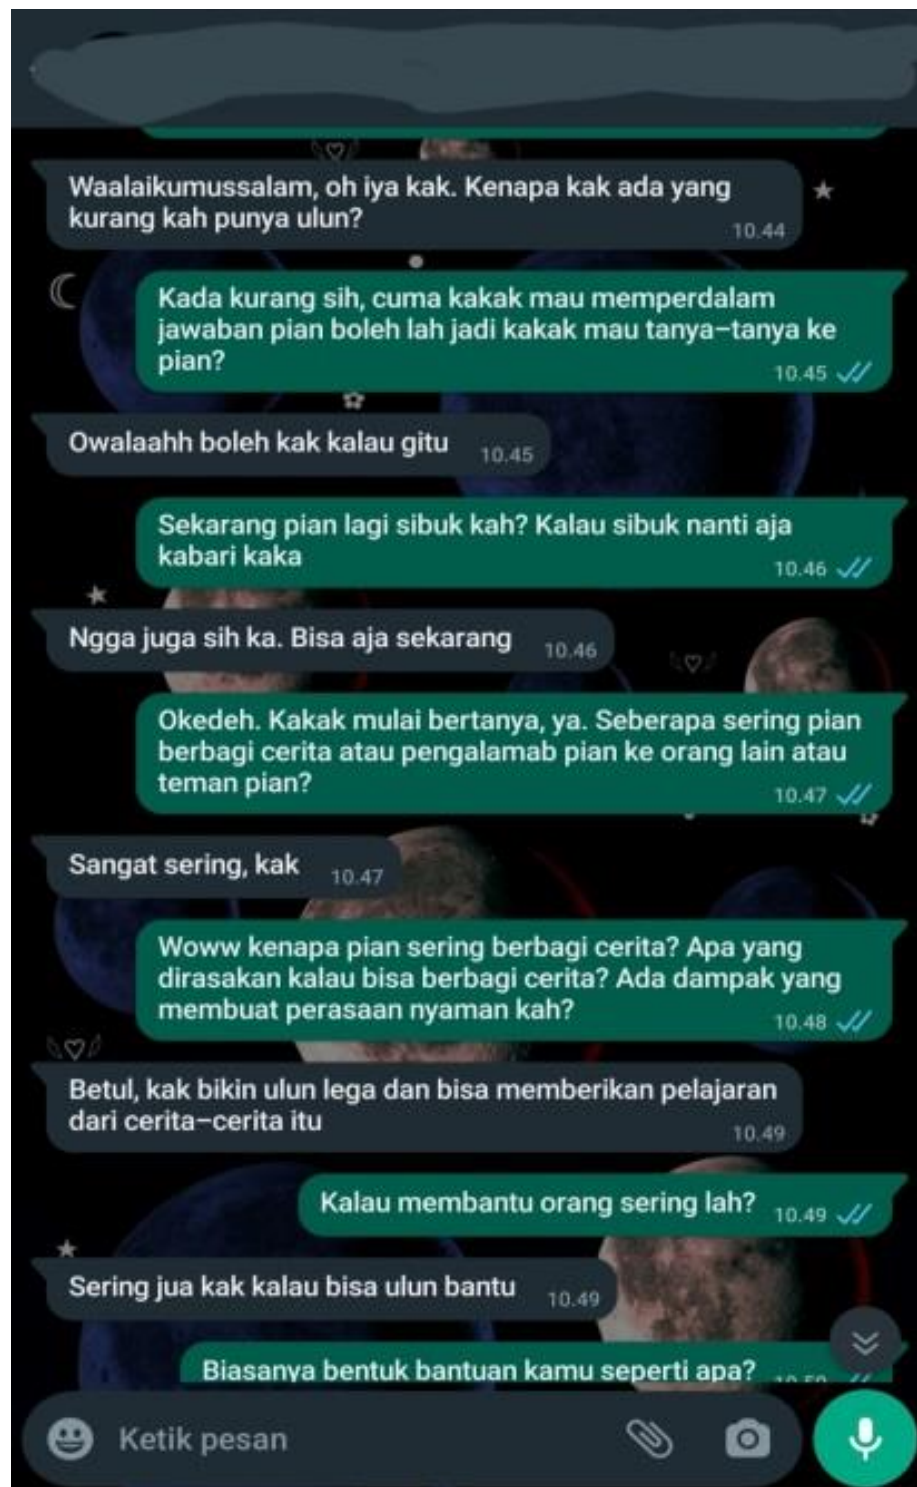 Waalaikumussalam, oh iya kak. Kenapa kak ada yang
kurang kah punya ulun?
10.44
Kada kurang sih, cuma kakak mau memperdalam
jawaban pian boleh lah jadi kakak mau tanya-tanya ke
pian?
10.45
Owalaahh boleh kak kalau gitu
10.45
Sekarang pian lagi sibuk kah? Kalau sibuk nanti aja
kabari kaka
10.46
Ngga juga sih ka. Bisa aja sekarang
10.46
Okedeh. Kakak mulai bertanya, ya. Seberapa sering pian
berbagi cerita atau pengalamab pian ke orang lain atau
teman pian?
10.47
Sangat sering, kak
10.47
Woww kenapa pian sering berbagi cerita? Apa yang
dirasakan kalau bisa berbagi cerita? Ada dampak yang
membuat perasaan nyaman kah?
10.48
Betul, kak bikin ulun lega dan bisa memberikan pelajaran
dari cerita-cerita itu
10.49
Kalau membantu orang sering lah?
10.49
Sering jua kak kalau bisa ulun bantu
10.49
Biasanya bentuk bantuan kamu seperti apa?
Ketik pesan